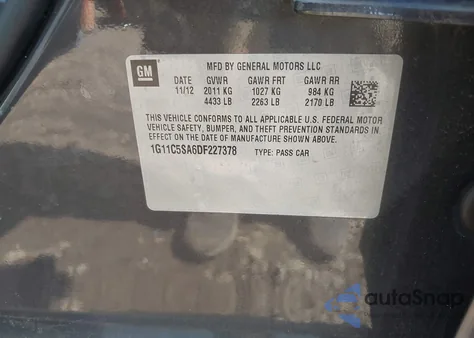 GM
MFD BY GENERAL MOTORS LLC
DATE GVWR GAWR FRT GAWR RR
11/12 2011 KG 1027 KG 984 KG
4433 LB 2263 LB 2170 LB
THIS VEHICLE CONFORMS TO ALL APPLICABLE U.S. FEDERAL MOTOR
VEHICLE SAFETY, BUMPER, AND THEFT PREVENTION STANDARDS IN
EFFECT ON THE DATE OF MANUFACTURE SHOWN ABOVE.
1G11C5SA6DF227378 TYPE: PASS CAR
autoSnap